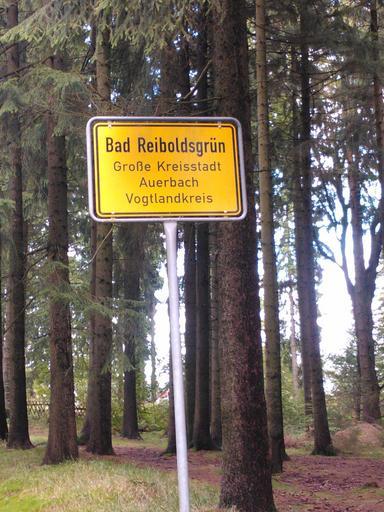 Bad Reiboldsgrün
Große Kreisstadt
Auerbach
Vogtlandkreis